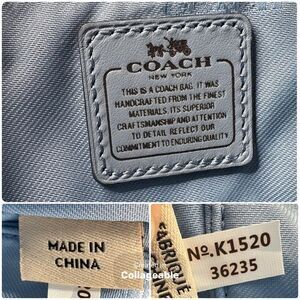 COACH
NEW YORK
THIS IS A COACH BAG. IT WAS
HANDCRAFTED FROM THE FINEST
MATERIALS. ITS SUPERIOR
CRAFTSMANSHIP AND ATTENTION
TO DETAIL REFLECT OUR
COMMITMENT TO ENDURING QUALITY.
MADE IN
CHINA
Collageable
Nº.K1520
36235